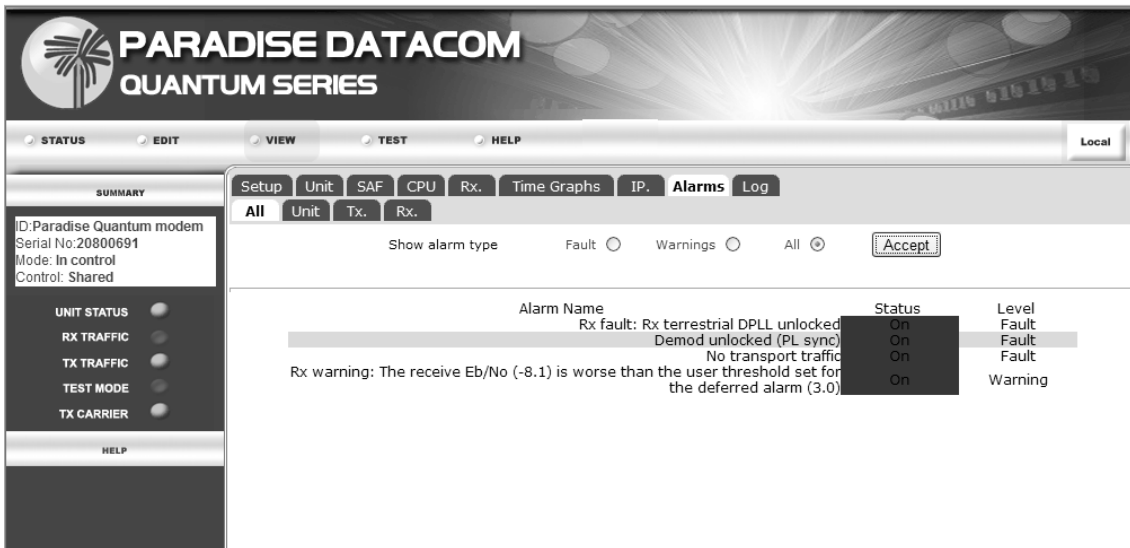 PARADISE DATACOM
QUANTUM SERIES
STATUS EDIT VIEW TEST HELP Local
SUMMARY
ID:Paradise Quantum modem
Serial No:20800691
Mode: In control
Control: Shared
UNIT STATUS
RX TRAFFIC
TX TRAFFIC
TEST MODE
TX CARRIER
HELP
Setup Unit SAF CPU Rx. Time Graphs IP. Alarms Log
All Unit Tx. Rx.
Show alarm type Fault Warnings All Accept
Alarm Name Status Level
Rx fault: Rx terrestrial DPLL unlocked On Fault
Demod unlocked (PL sync) On Fault
No transport traffic On Fault
Rx warning: The receive Eb/No (-8.1) is worse than the user threshold set for
the deferred alarm (3.0) On Warning